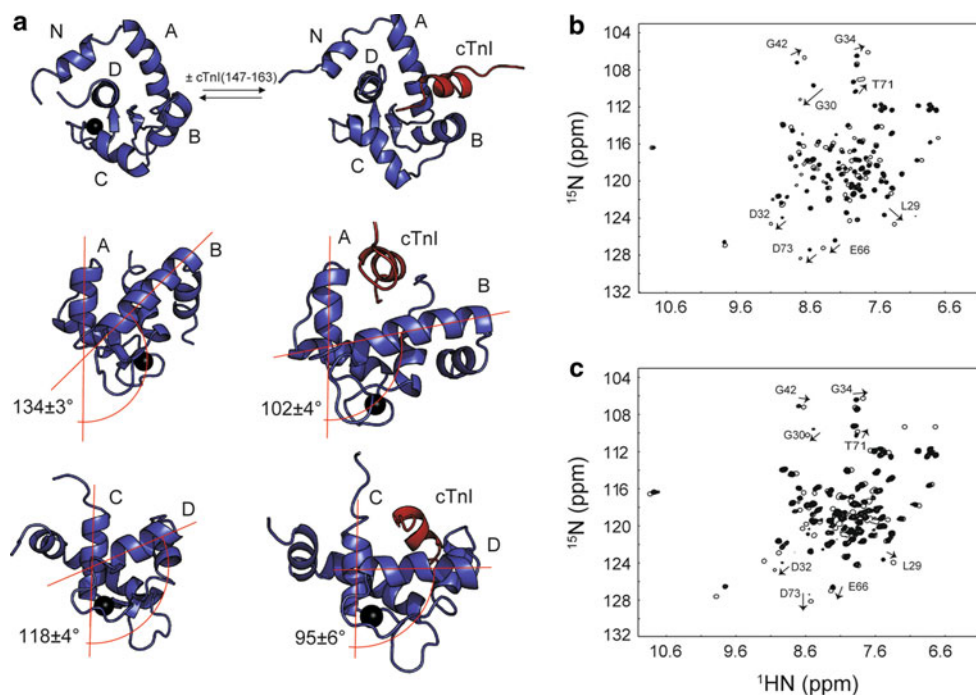 a
N
A
D
B
C
± cTnI(147-163)
N
A
D
cTnI
B
C
A
B
134±3°
A
cTnI
B
102±4°
C
D
118±4°
C
cTnI
D
95±6°
b
104
108
112
116
120
124
128
132
15N (ppm)
G42
G34
T71
G30
D32
L29
D73
E66
10.6 9.6 8.6 7.6 6.6
c
104
108
112
116
120
124
128
132
15N (ppm)
G42
G34
G30
T71
D32
L29
D73
E66
10.6 9.6 8.6 7.6 6.6
1HN (ppm)